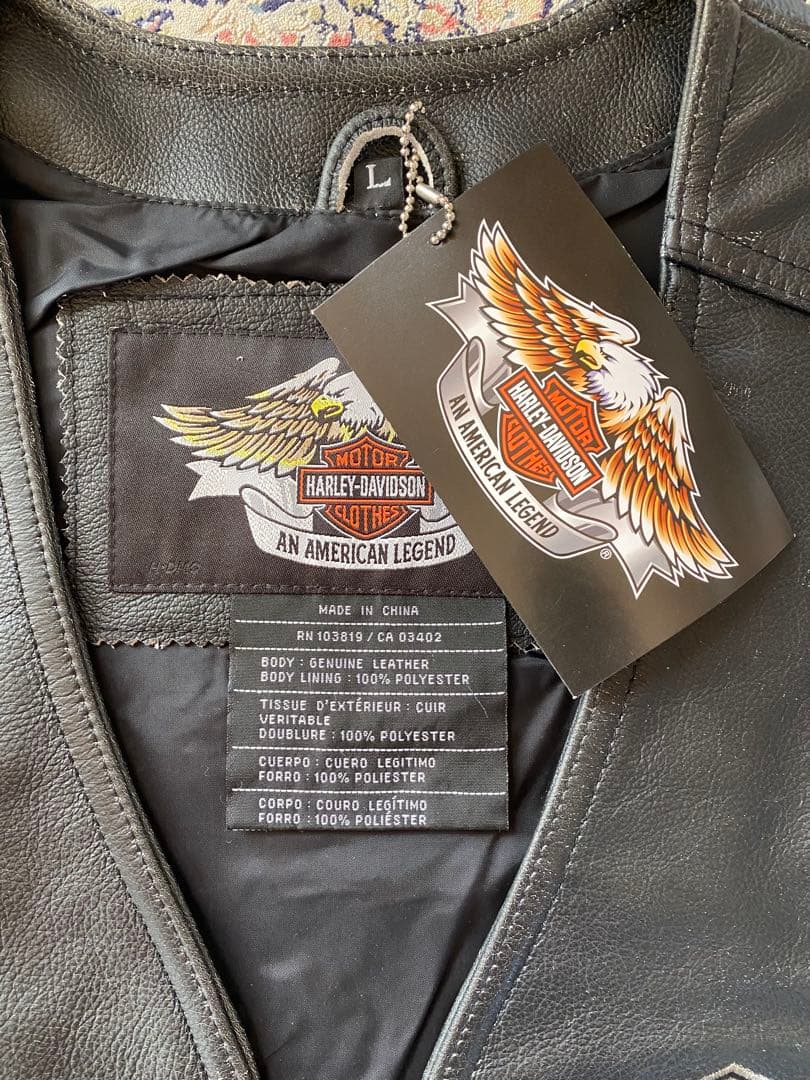 L
MOTOR
HARLEY-DAVIDSON
CLOTHES
AN AMERICAN LEGEND
MOTOR
HARLEY-DAVIDSON
CLOTHES
AN AMERICAN LEGEND
®
MADE IN CHINA
RN 103819 / CA 03402
BODY : GENUINE LEATHER
BODY LINING : 100% POLYESTER
TISSUE D'EXTÉRIEUR : CUIR
VERITABLE
DOUBLURE : 100% POLYESTER
CUERPO : CUERO LEGITIMO
FORRO : 100% POLIESTER
CORPO : COURO LEGÍTIMO
FORRO : 100% POLIÉSTER